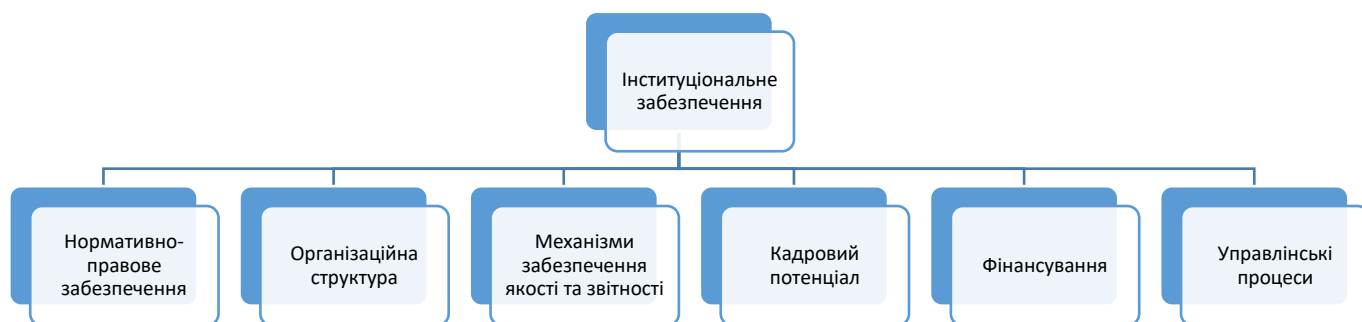 Інституціональне
забезпечення
Нормативно-
правове
забезпечення
Організаційна
структура
Механізми
забезпечення
якості та звітності
Кадровий
потенціал
Фінансування
Управлінські
процеси